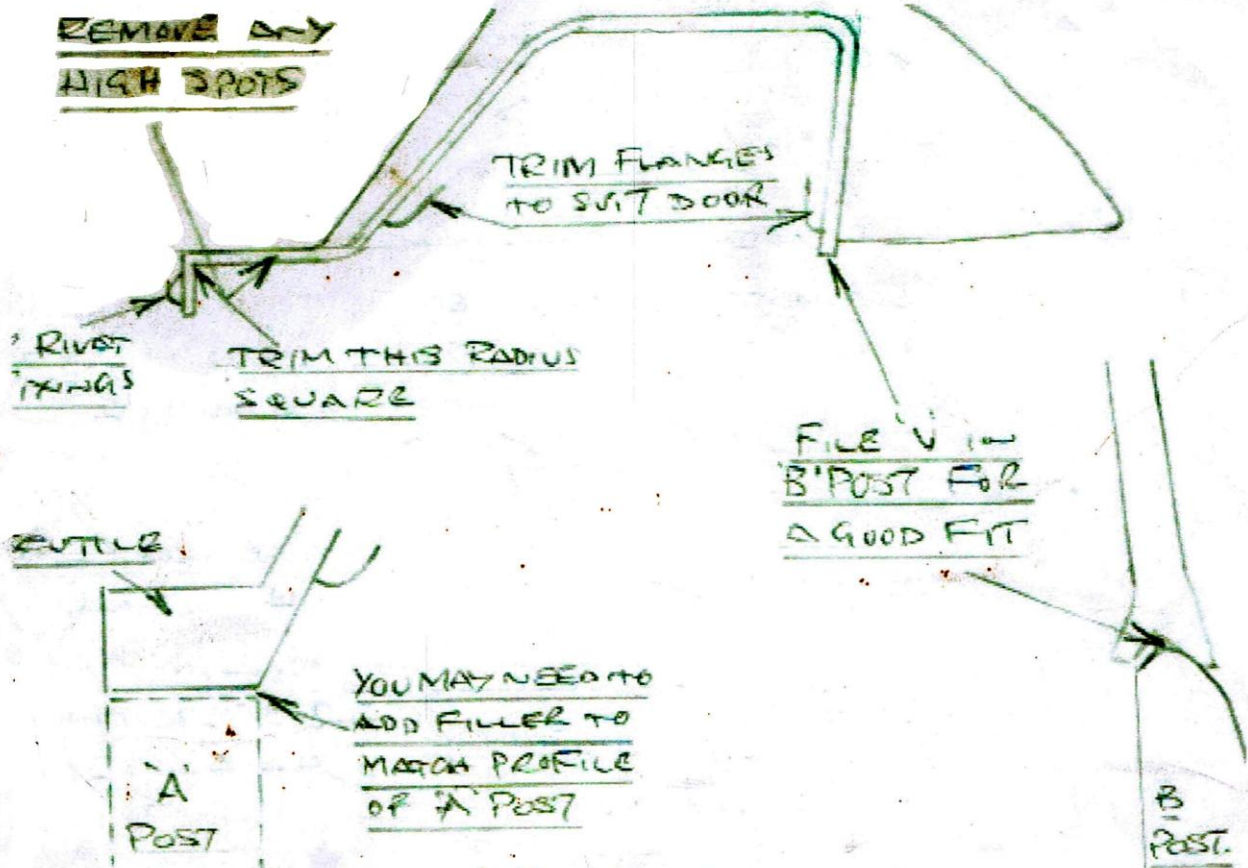 REMOVE ANY
HIGH SPOTS
TRIM FLANGES
TO SUIT DOOR
RIVET
TRIM THIS RADIUS
SQUARE
FILE 'V' IN
'B' POST FOR
A GOOD FIT
YOU MAY NEED TO
ADD FILLER TO
MATCH PROFILE
OF 'A' POST
'A'
POST
B
POST.